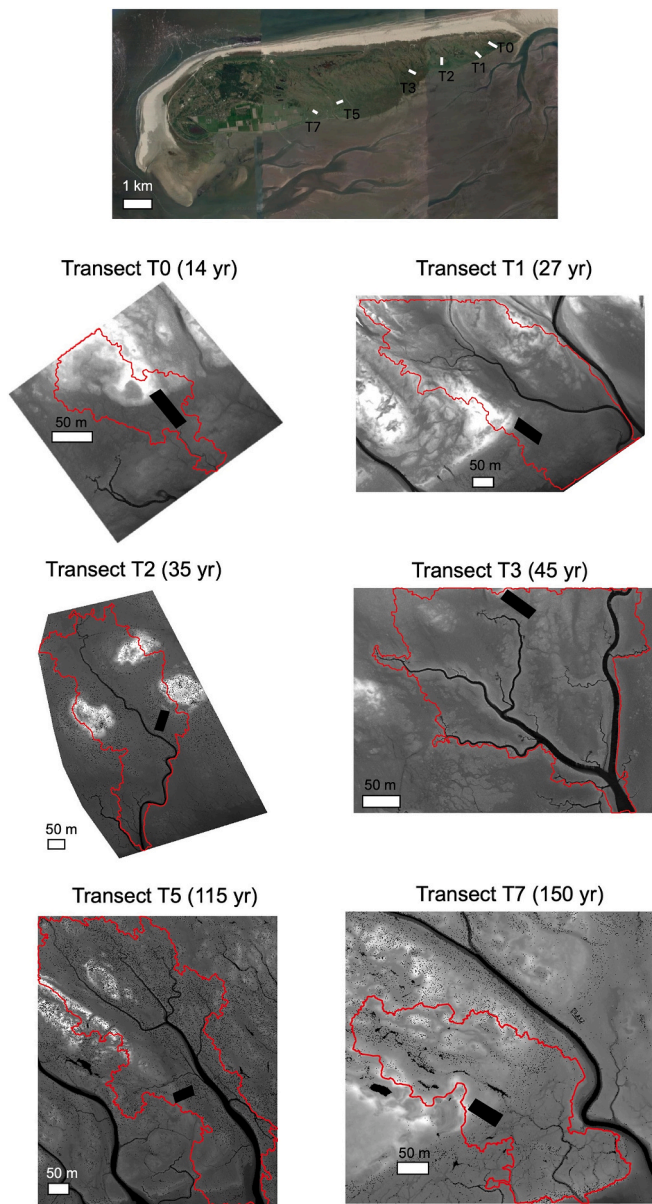 T0
T1
T2
T3
T5
T7
1 km
Transect T0 (14 yr)
50 m
Transect T1 (27 yr)
50 m
Transect T2 (35 yr)
50 m
Transect T3 (45 yr)
50 m
Transect T5 (115 yr)
50 m
Transect T7 (150 yr)
50 m